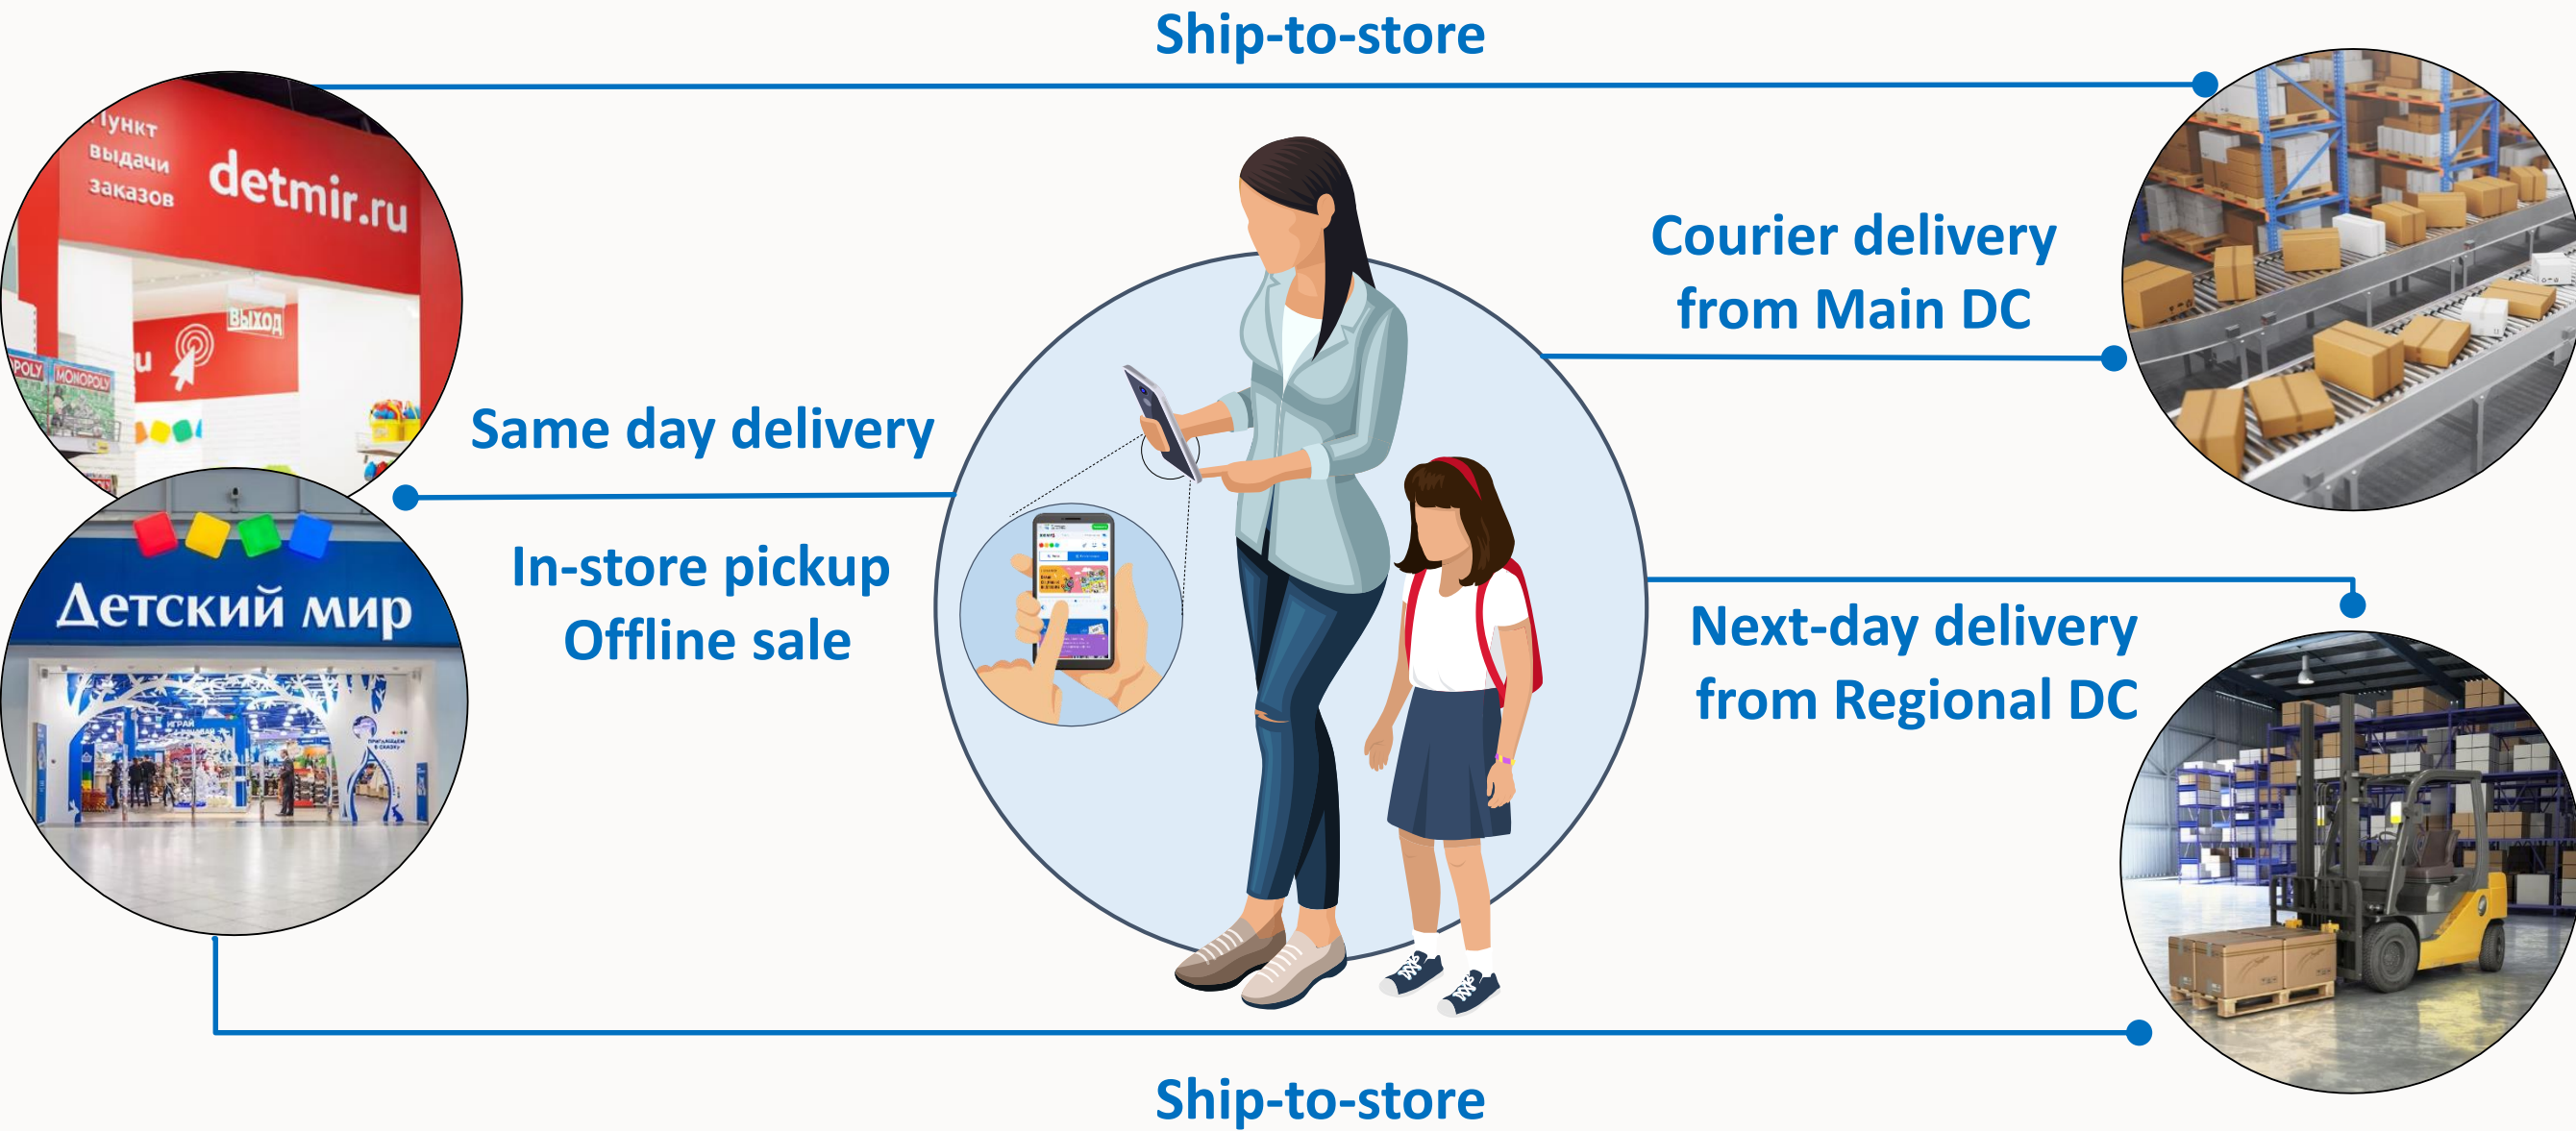 Ship-to-store
выдачи
заказов
detmir.ru
ВЫХОД
MONOPOLY
Same day delivery
In-store pickup
Offline sale
Детский мир
ИГРАЙ
Courier delivery
from Main DC
Next-day delivery
from Regional DC
Ship-to-store